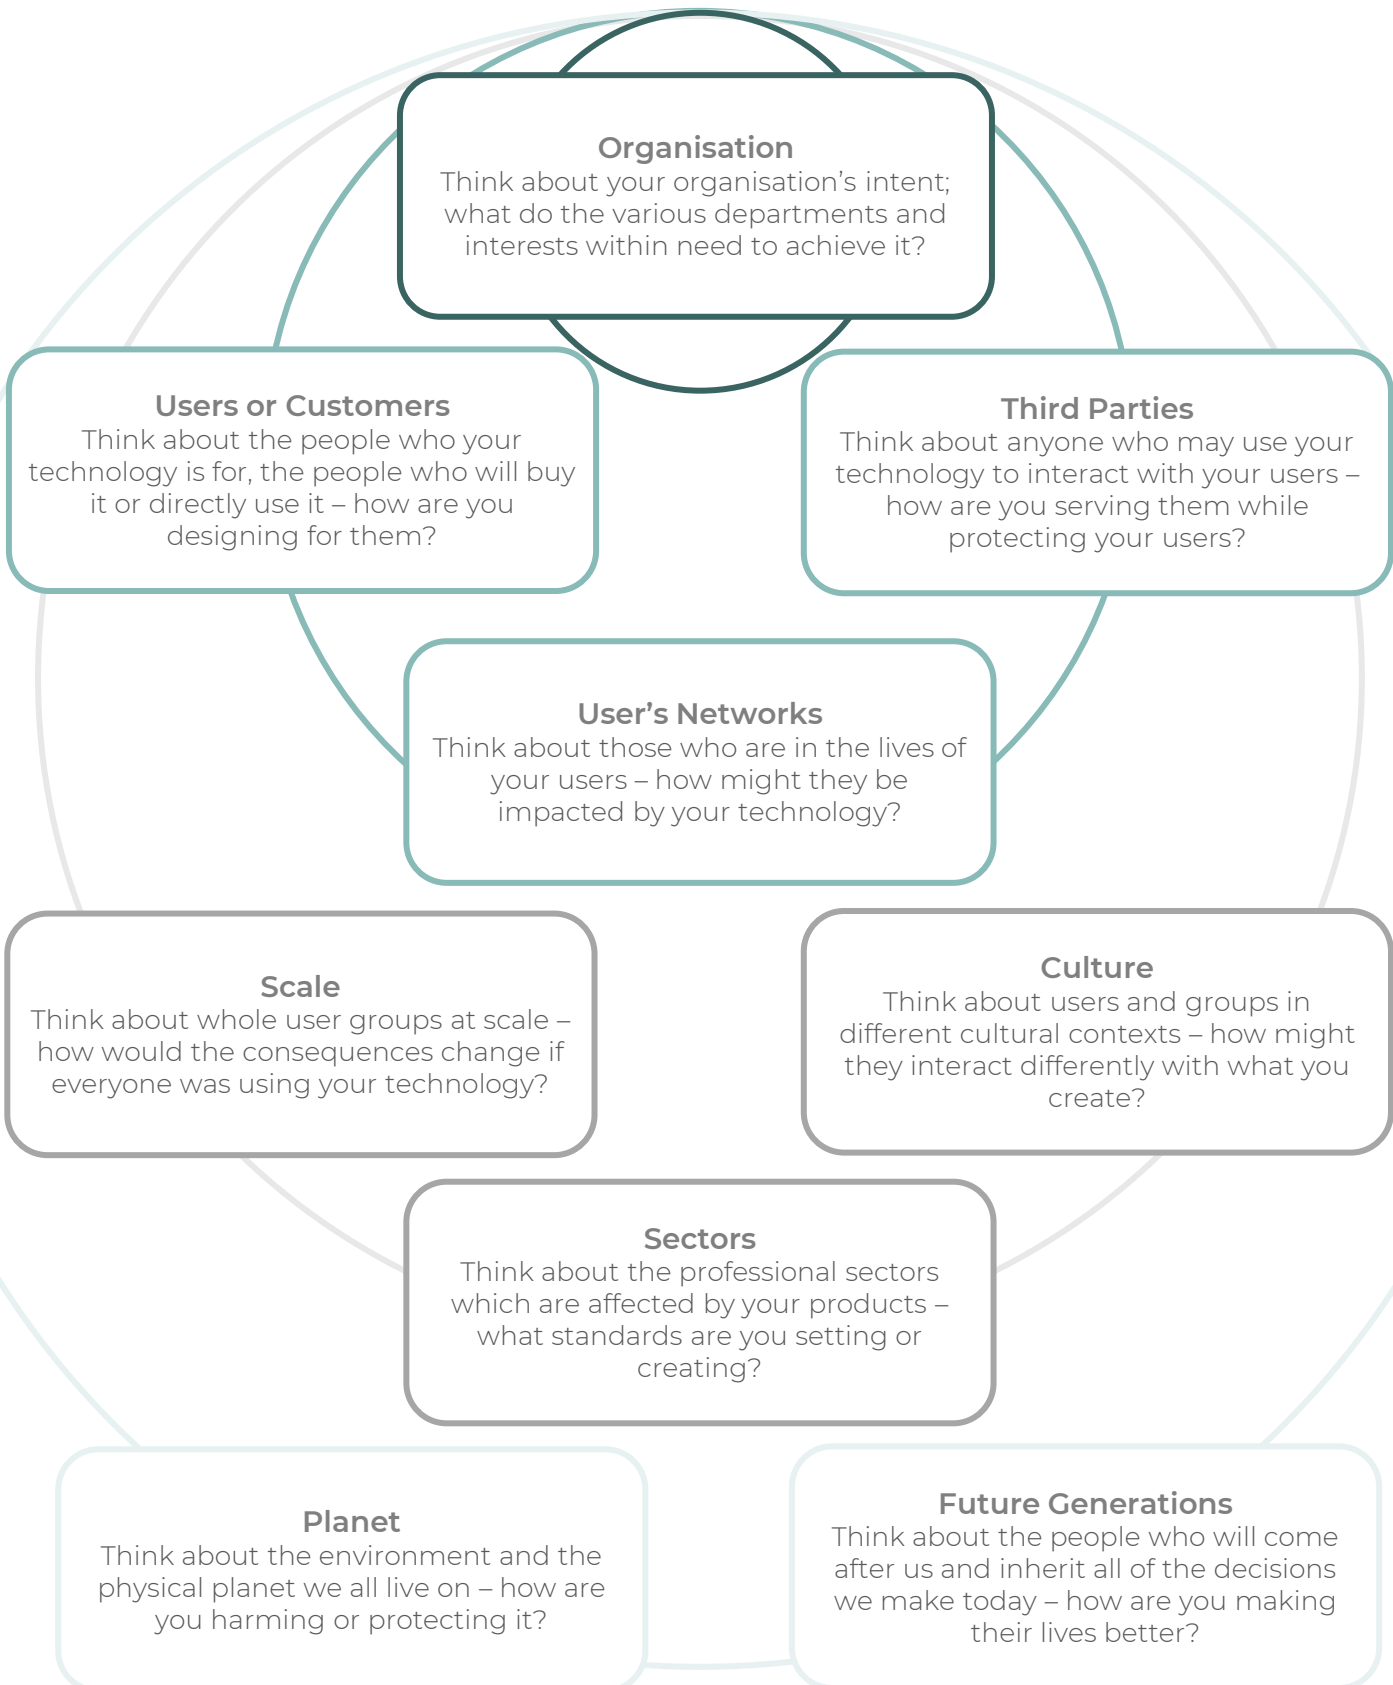 Organisation
Think about your organisation’s intent;
what do the various departments and
interests within need to achieve it?
Users or Customers
Think about the people who your
technology is for, the people who will buy
it or directly use it – how are you
designing for them?
Third Parties
Think about anyone who may use your
technology to interact with your users –
how are you serving them while
protecting your users?
User’s Networks
Think about those who are in the lives of
your users – how might they be
impacted by your technology?
Scale
Think about whole user groups at scale –
how would the consequences change if
everyone was using your technology?
Culture
Think about users and groups in
different cultural contexts – how might
they interact differently with what you
create?
Sectors
Think about the professional sectors
which are affected by your products –
what standards are you setting or
creating?
Planet
Think about the environment and the
physical planet we all live on – how are
you harming or protecting it?
Future Generations
Think about the people who will come
after us and inherit all of the decisions
we make today – how are you making
their lives better?